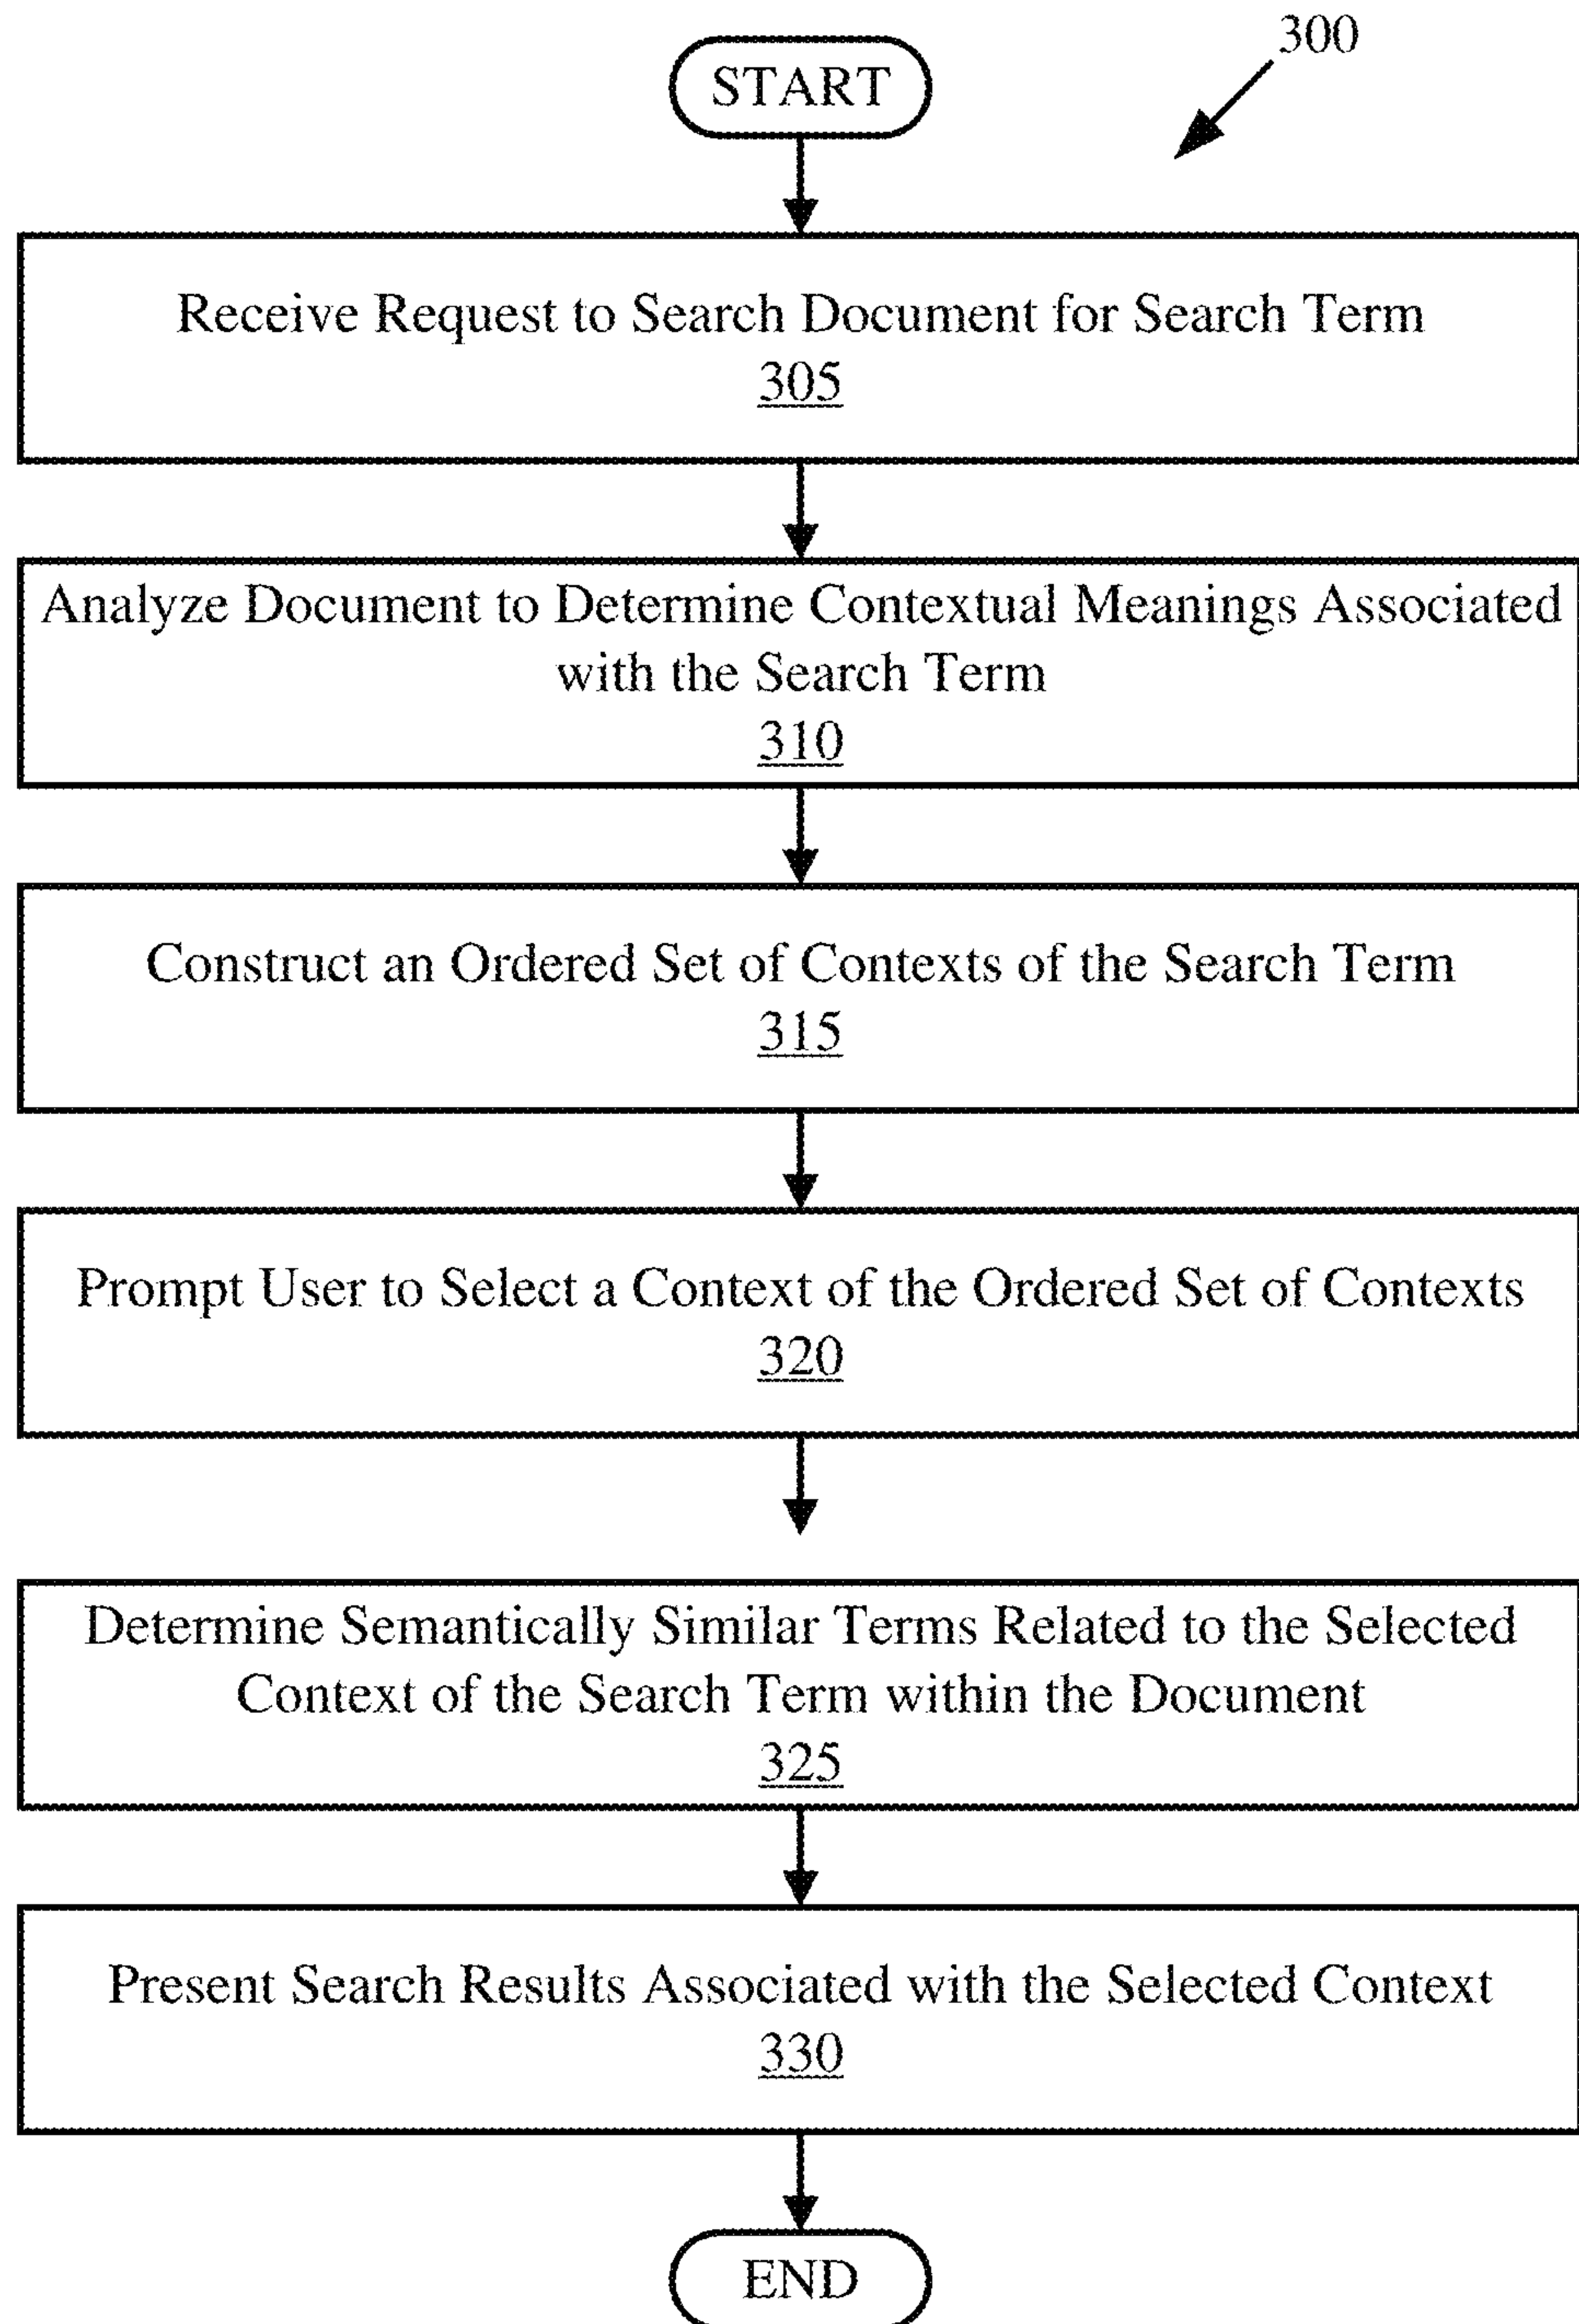 300
START
Receive Request to Search Document for Search Term
305
Analyze Document to Determine Contextual Meanings Associated
with the Search Term
310
Construct an Ordered Set of Contexts of the Search Term
315
Prompt User to Select a Context of the Ordered Set of Contexts
320
Determine Semantically Similar Terms Related to the Selected
Context of the Search Term within the Document
325
Present Search Results Associated with the Selected Context
330
END